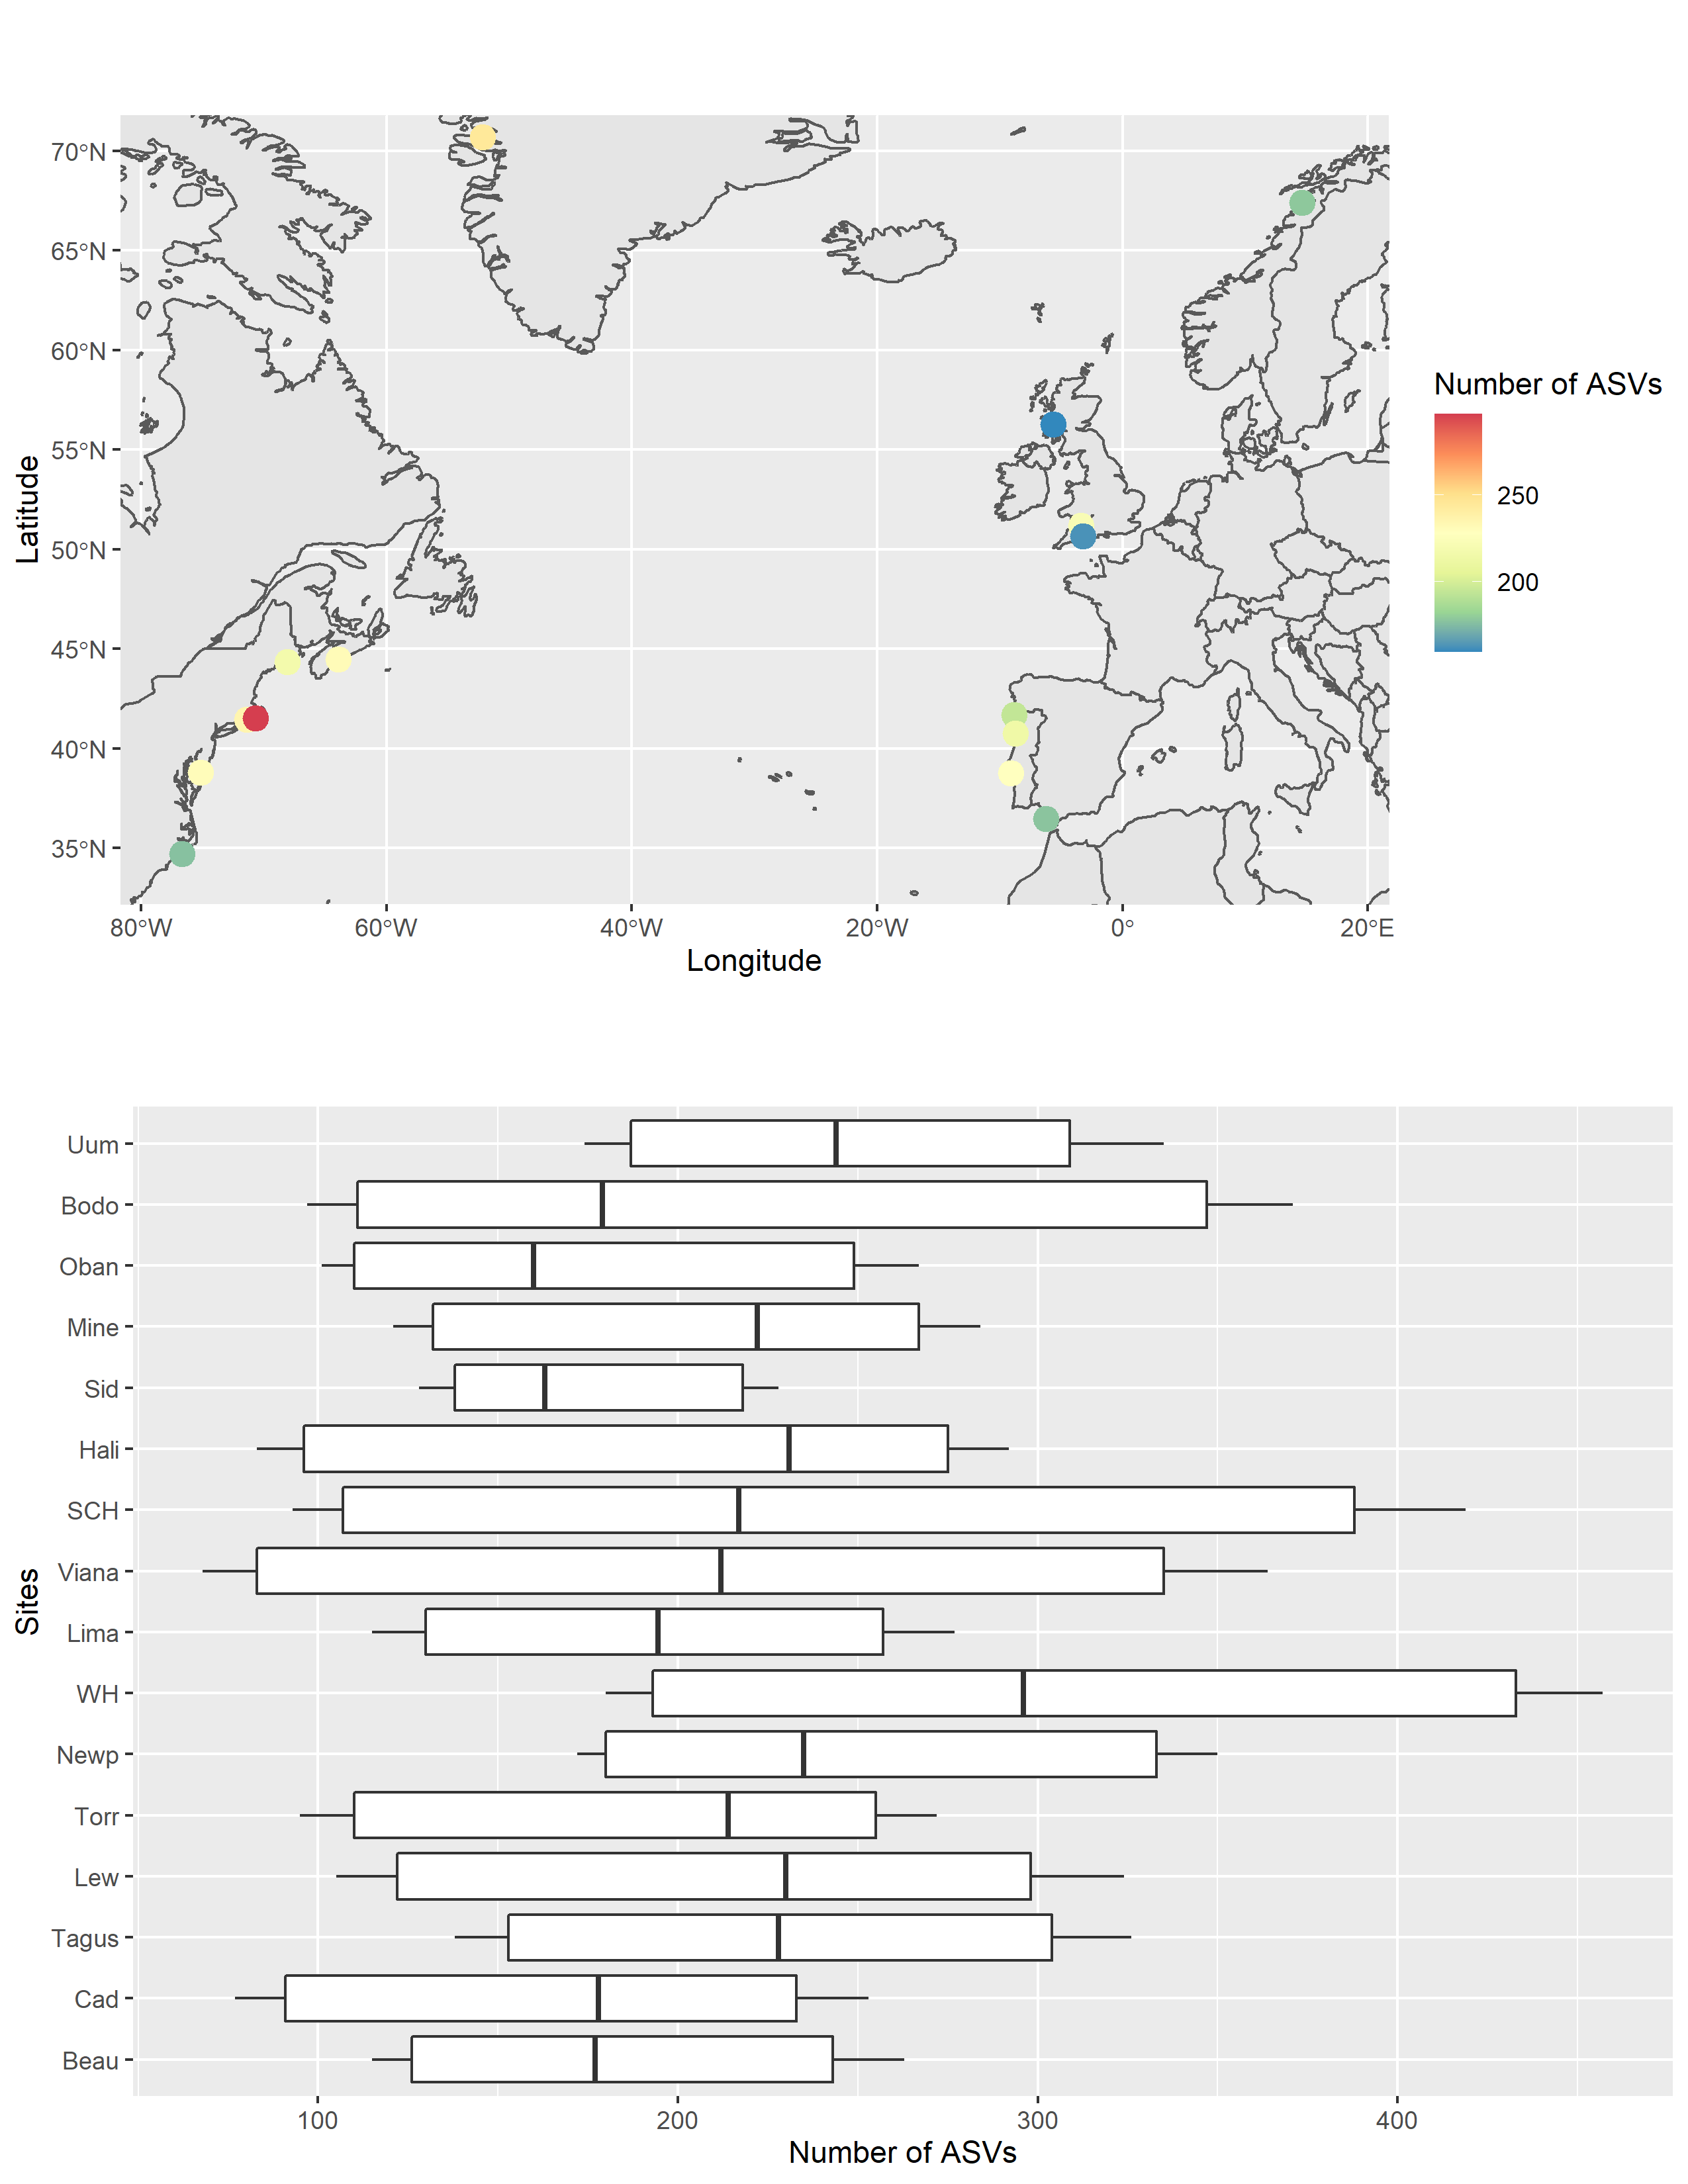 70°N
65°N
60°N
55°N
50°N
45°N
40°N
35°N
Latitude
80°W 60°W 40°W 20°W 0° 20°E
Longitude
Number of ASVs
250
200
Uum
Bodo
Oban
Mine
Sid
Hali
SCH
Viana
Lima
WH
Newp
Torr
Lew
Tagus
Cad
Beau
Sites
100 200 300 400
Number of ASVs